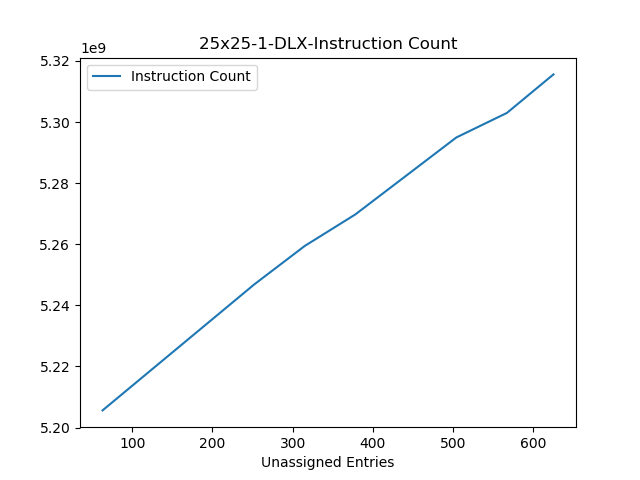 25x25-1-DLX-Instruction Count
1e9
Instruction Count
5.32
5.30
5.28
5.26
5.24
5.22
5.20
100 200 300 400 500 600
Unassigned Entries